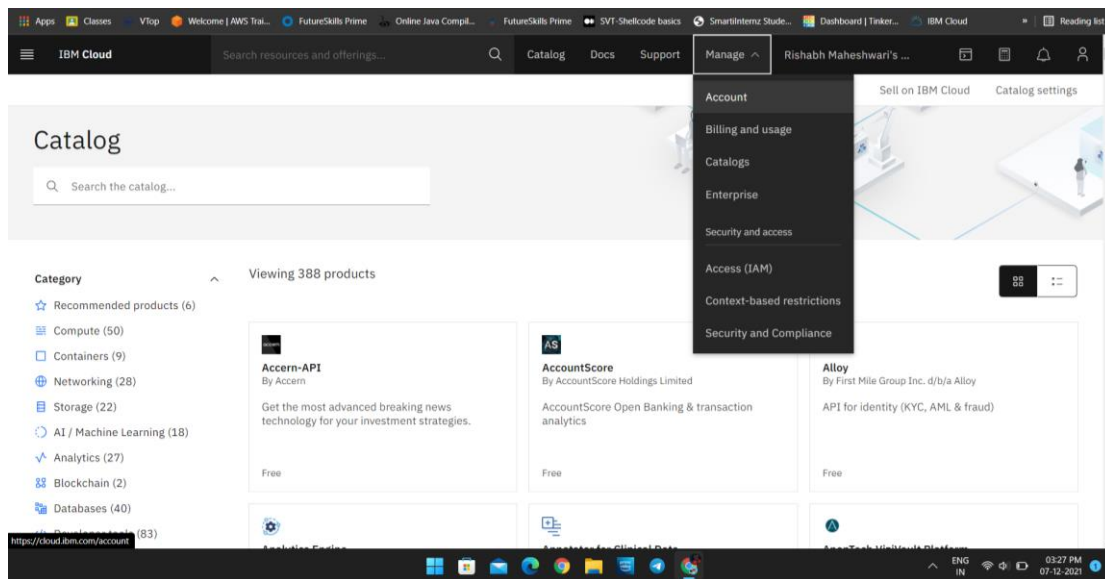 Apps Classes VTop Welcome | AWS Trai... FutureSkills Prime Online Java Compil... FutureSkills Prime SVT-Shellcode basics SmartiInternz Stude... Dashboard | Tinker... IBM Cloud » Reading list
IBM Cloud Search resources and offerings... Catalog Docs Support Manage Rishabh Maheshwari's ...
Sell on IBM Cloud Catalog settings
Account
Billing and usage
Catalogs
Enterprise
Security and access
Access (IAM)
Context-based restrictions
Security and Compliance
Catalog
Search the catalog...
Category
Recommended products (6)
Compute (50)
Containers (9)
Networking (28)
Storage (22)
AI / Machine Learning (18)
Analytics (27)
Blockchain (2)
Databases (40)
(83)
Viewing 388 products
Accern-API
By Accern
Get the most advanced breaking news
technology for your investment strategies.
Free
AS
AccountScore
By AccountScore Holdings Limited
AccountScore Open Banking & transaction
analytics
Free
Alloy
By First Mile Group Inc. d/b/a Alloy
API for identity (KYC, AML & fraud)
Free
https://cloud.ibm.com/account
ENG
IN
03:27 PM
07-12-2021